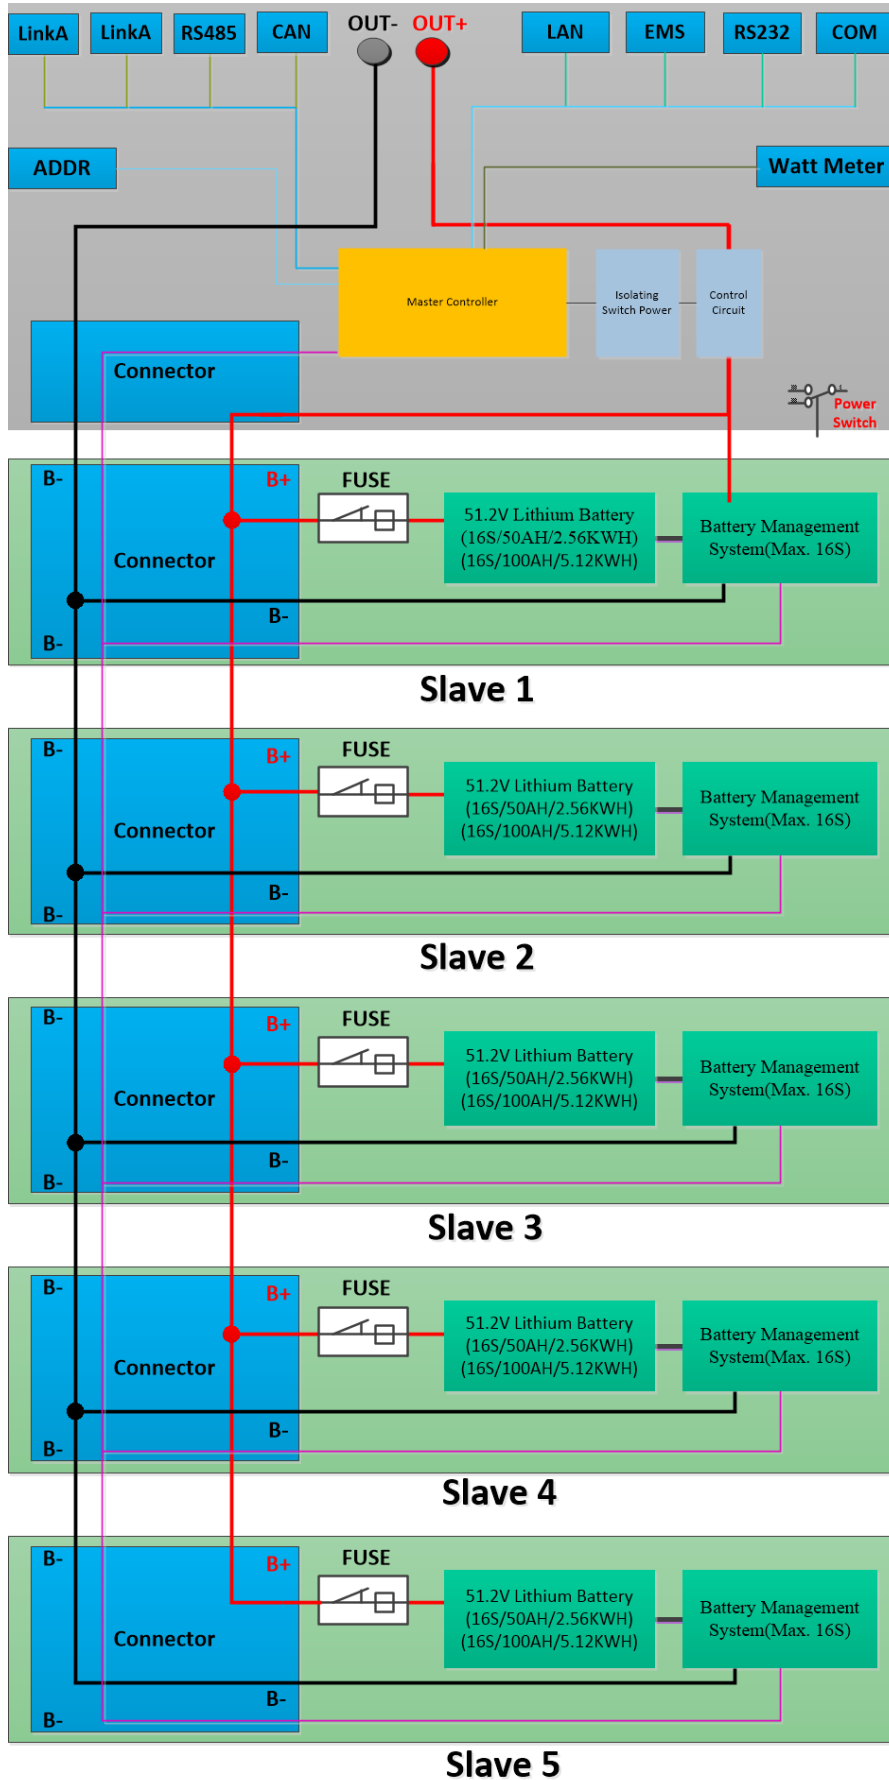 LinkA
LinkA
RS485
CAN
OUT-
OUT+
LAN
EMS
RS232
COM
ADDR
Watt Meter
Master Controller
Isolating
Switch Power
Control
Circuit
Connector
Power
Switch
B-
B+
FUSE
51.2V Lithium Battery
(16S/50AH/2.56KWH)
(16S/100AH/5.12KWH)
Battery Management
System(Max. 16S)
Connector
B-
B-
Slave 1
B-
B+
FUSE
51.2V Lithium Battery
(16S/50AH/2.56KWH)
(16S/100AH/5.12KWH)
Battery Management
System(Max. 16S)
Connector
B-
B-
Slave 2
B-
B+
FUSE
51.2V Lithium Battery
(16S/50AH/2.56KWH)
(16S/100AH/5.12KWH)
Battery Management
System(Max. 16S)
Connector
B-
B-
Slave 3
B-
B+
FUSE
51.2V Lithium Battery
(16S/50AH/2.56KWH)
(16S/100AH/5.12KWH)
Battery Management
System(Max. 16S)
Connector
B-
B-
Slave 4
B-
B+
FUSE
51.2V Lithium Battery
(16S/50AH/2.56KWH)
(16S/100AH/5.12KWH)
Battery Management
System(Max. 16S)
Connector
B-
B-
Slave 5